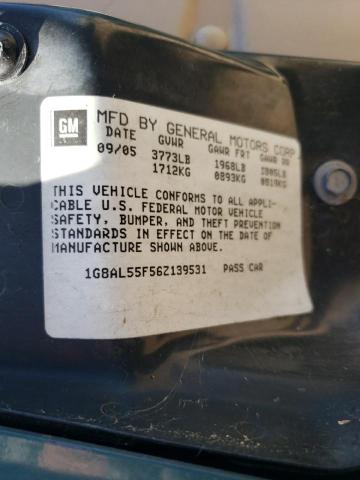 GM MFD BY GENERAL MOTORS CORP
DATE GVWR GAWR FRT GAWR RR
09/05 3773LB 1968LB 1805LB
1712KG 0893KG 0819KG
THIS VEHICLE CONFORMS TO ALL APPLI-
CABLE U.S. FEDERAL MOTOR VEHICLE
SAFETY, BUMPER, AND THEFT PREVENTION
STANDARDS IN EFFECT ON THE DATE OF
MANUFACTURE SHOWN ABOVE.
1G8AL55F56Z139531 PASS CAR